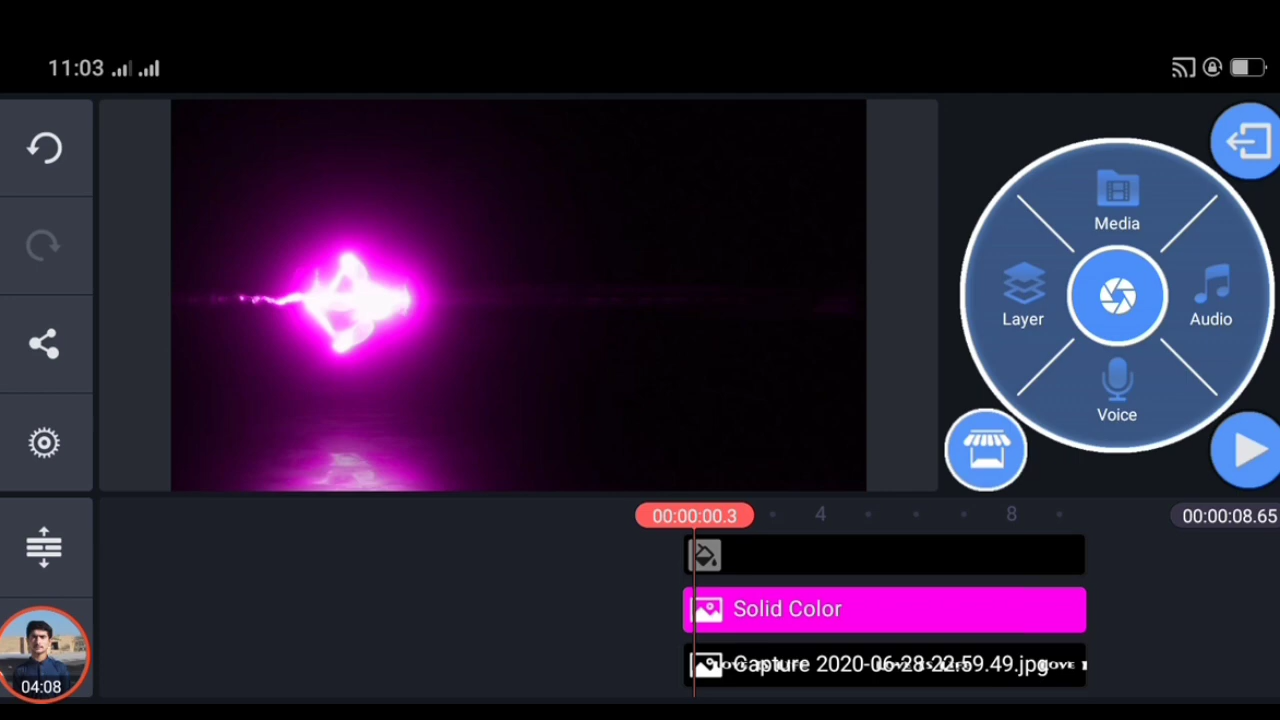 11:03
Media
Layer
Audio
Voice
00:00:00.3
4
8
00:00:08.65
Solid Color
Capture 2020-06-28-22.59.49.jpg
04:08